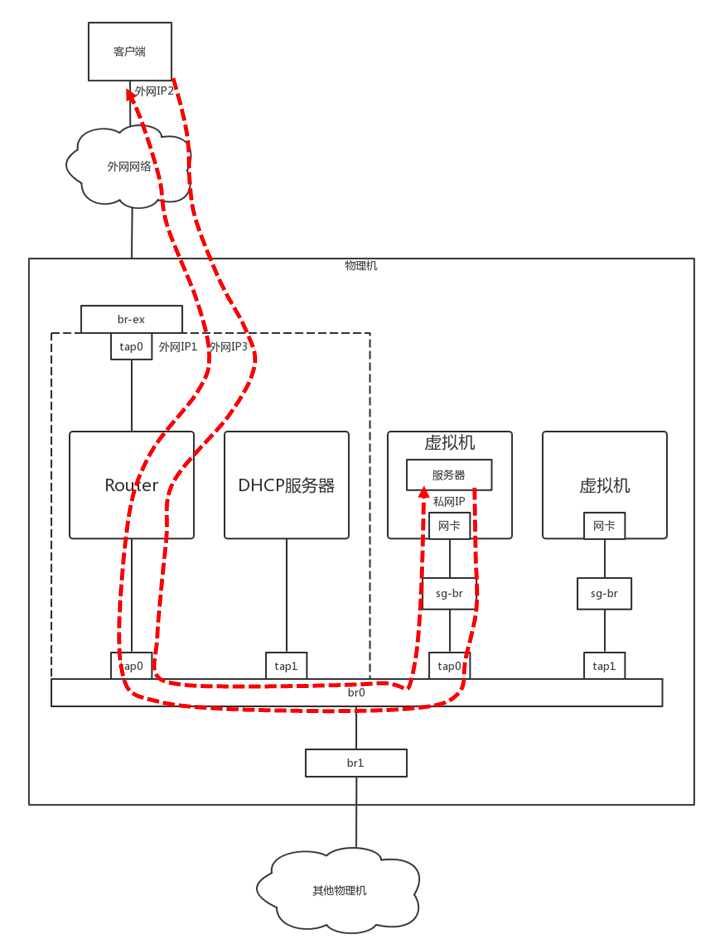 客户端
外网IP2
外网网络
物理机
br-ex
tap0
外网IP1
外网IP3
Router
DHCP服务器
虚拟机
服务器
私网IP
网卡
虚拟机
网卡
sg-br
sg-br
tap0
tap1
tap0
tap1
br0
br1
其他物理机